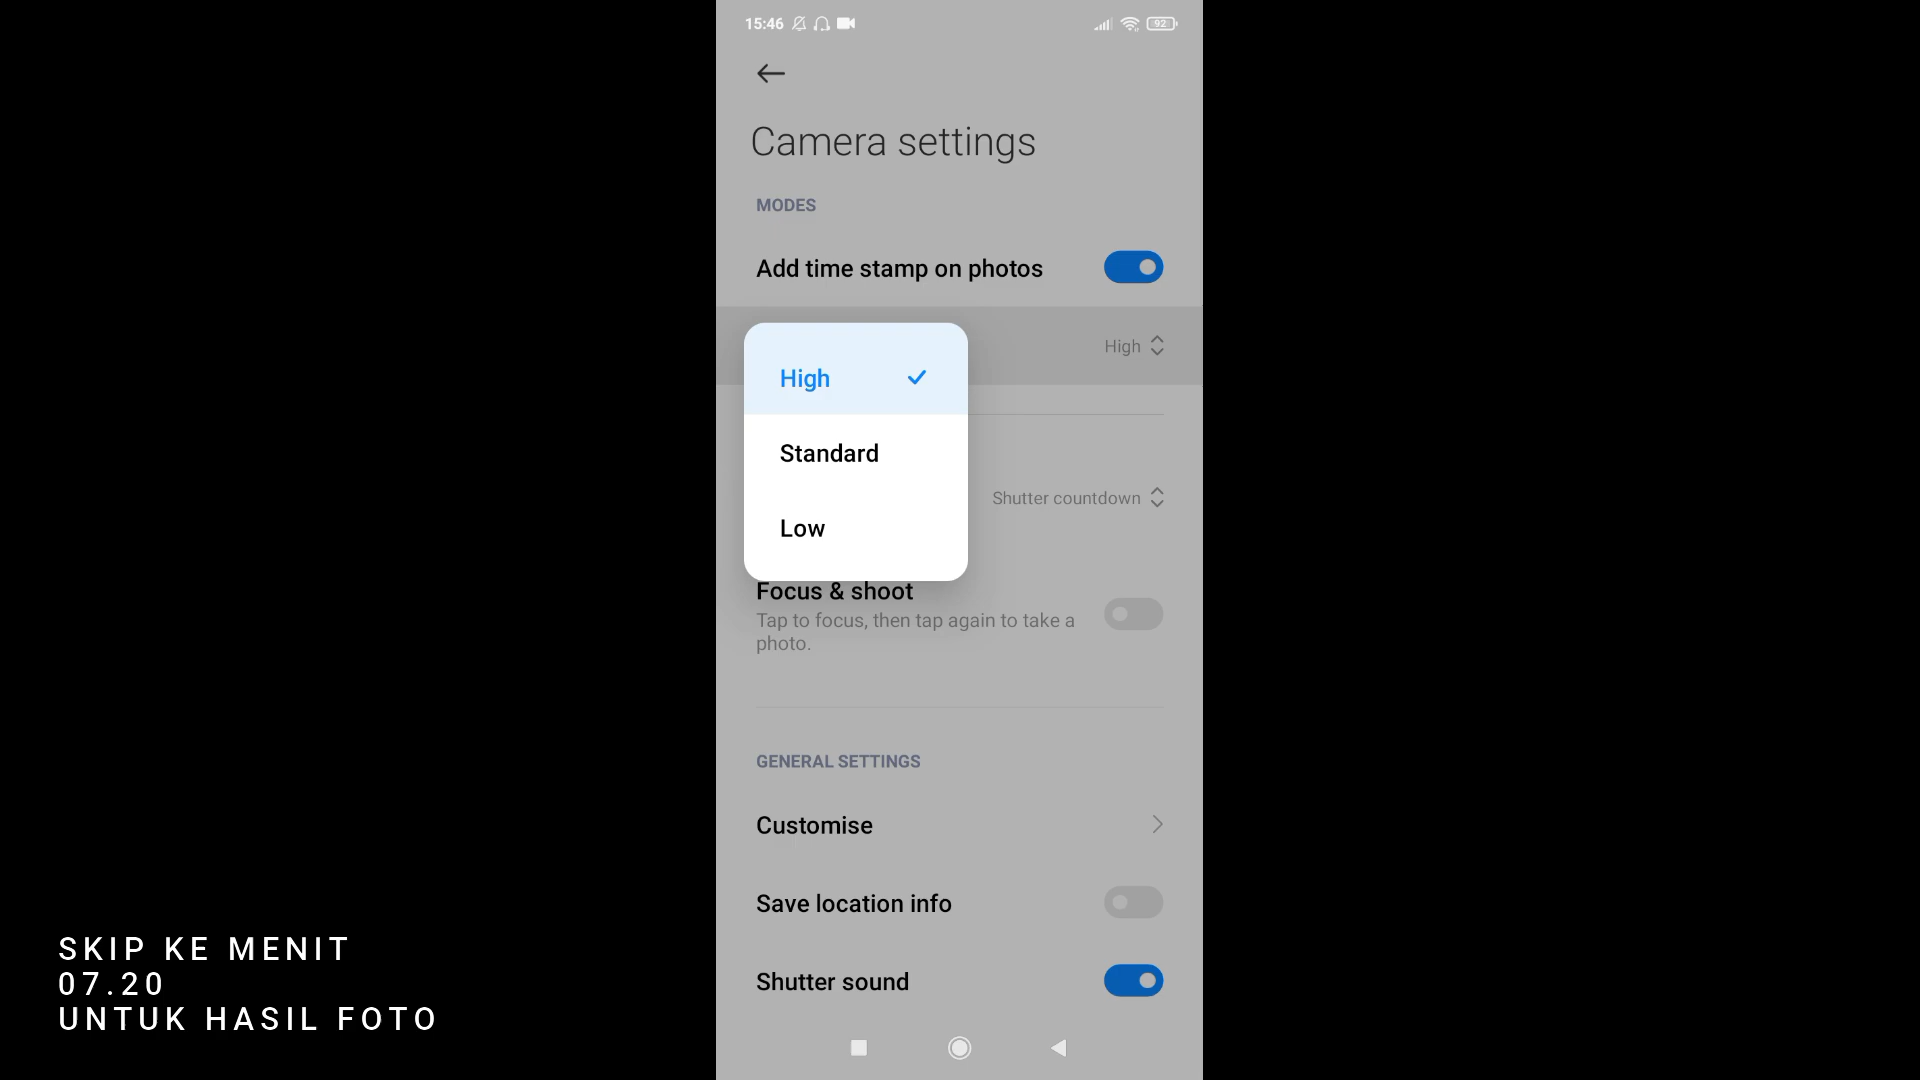 15:46
92
Camera settings
MODES
Add time stamp on photos
High
High
Standard
Shutter countdown
Low
Focus & shoot
Tap to focus, then tap again to take a
photo.
GENERAL SETTINGS
Customise
Save location info
Shutter sound
SKIP KE MENIT
07.20
UNTUK HASIL FOTO